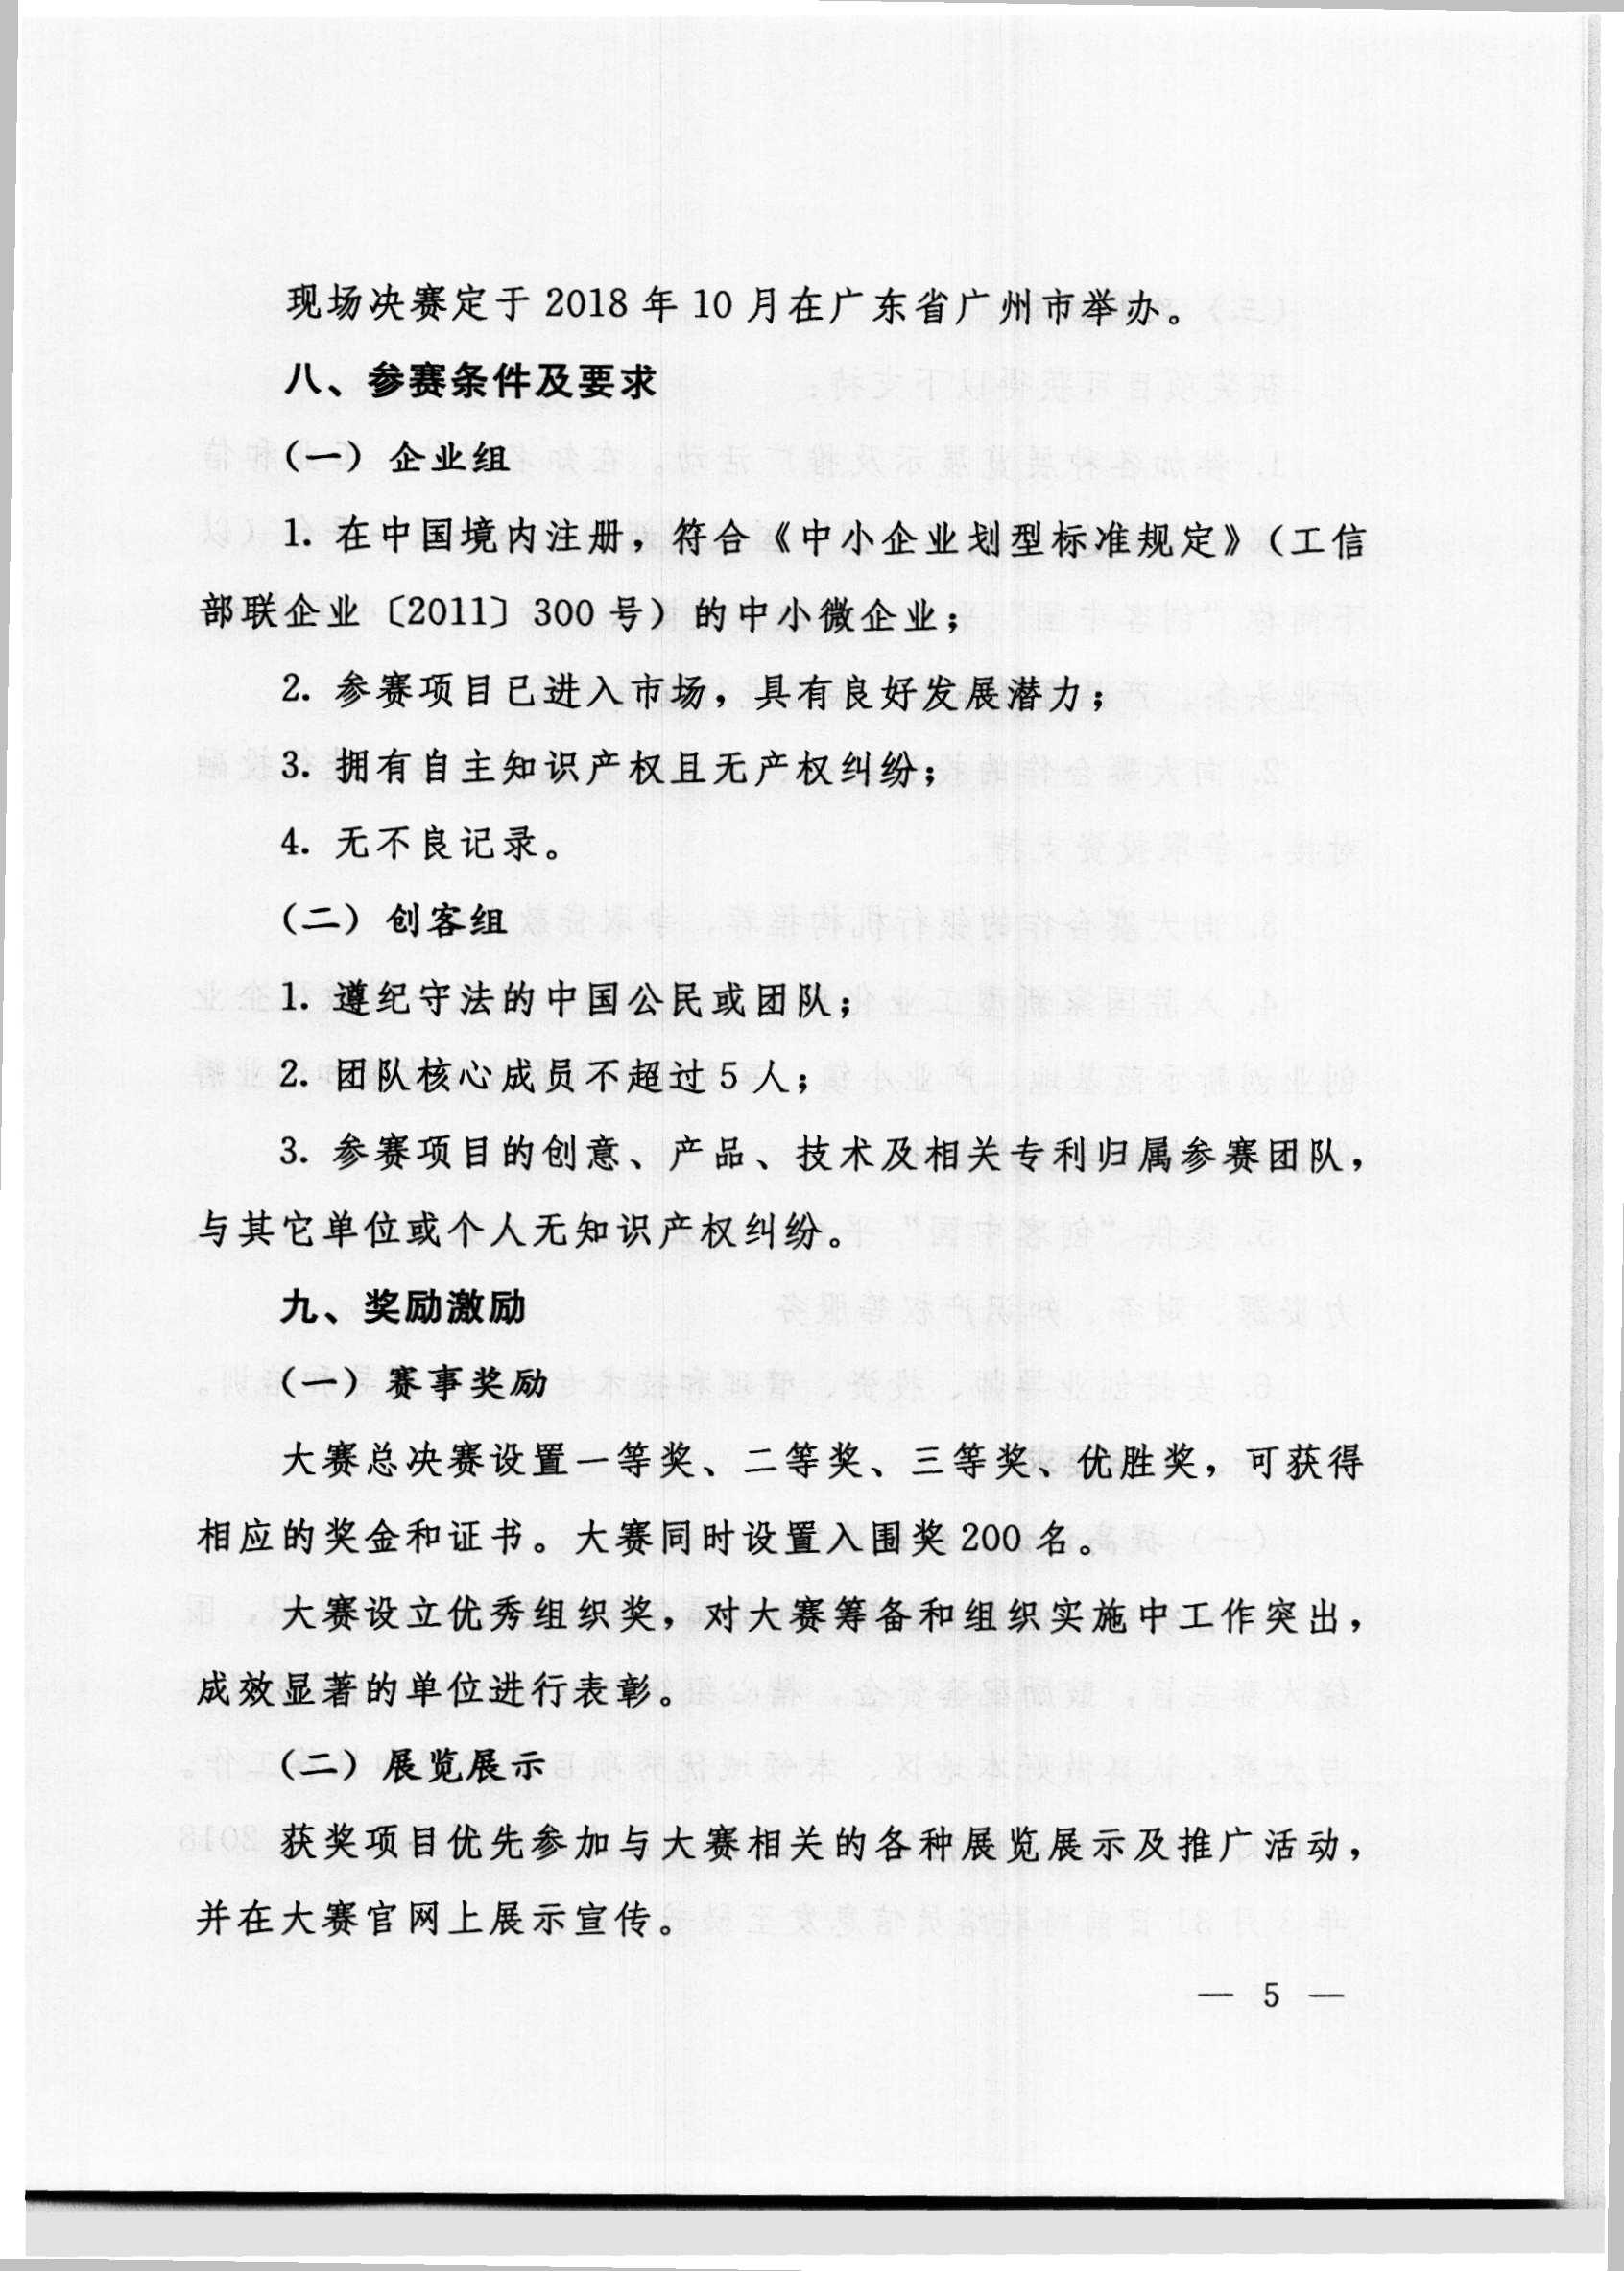 现场决赛定于 2018 年 10 月在广东省广州市举办。
八、参赛条件及要求
（一）企业组
1. 在中国境内注册，符合《中小企业划型标准规定》（工信
部联企业〔2011〕300 号）的中小微企业；
2. 参赛项目已进入市场，具有良好发展潜力；
3. 拥有自主知识产权且无产权纠纷；
4. 无不良记录。
（二）创客组
1. 遵纪守法的中国公民或团队；
2. 团队核心成员不超过 5 人；
3. 参赛项目的创意、产品、技术及相关专利归属参赛团队，
与其它单位或个人无知识产权纠纷。
九、奖励激励
（一）赛事奖励
大赛总决赛设置一等奖、二等奖、三等奖、优胜奖，可获得
相应的奖金和证书。大赛同时设置入围奖 200 名。
大赛设立优秀组织奖，对大赛筹备和组织实施中工作突出，
成效显著的单位进行表彰。
（二）展览展示
获奖项目优先参加与大赛相关的各种展览展示及推广活动，
并在大赛官网上展示宣传。
— 5 —